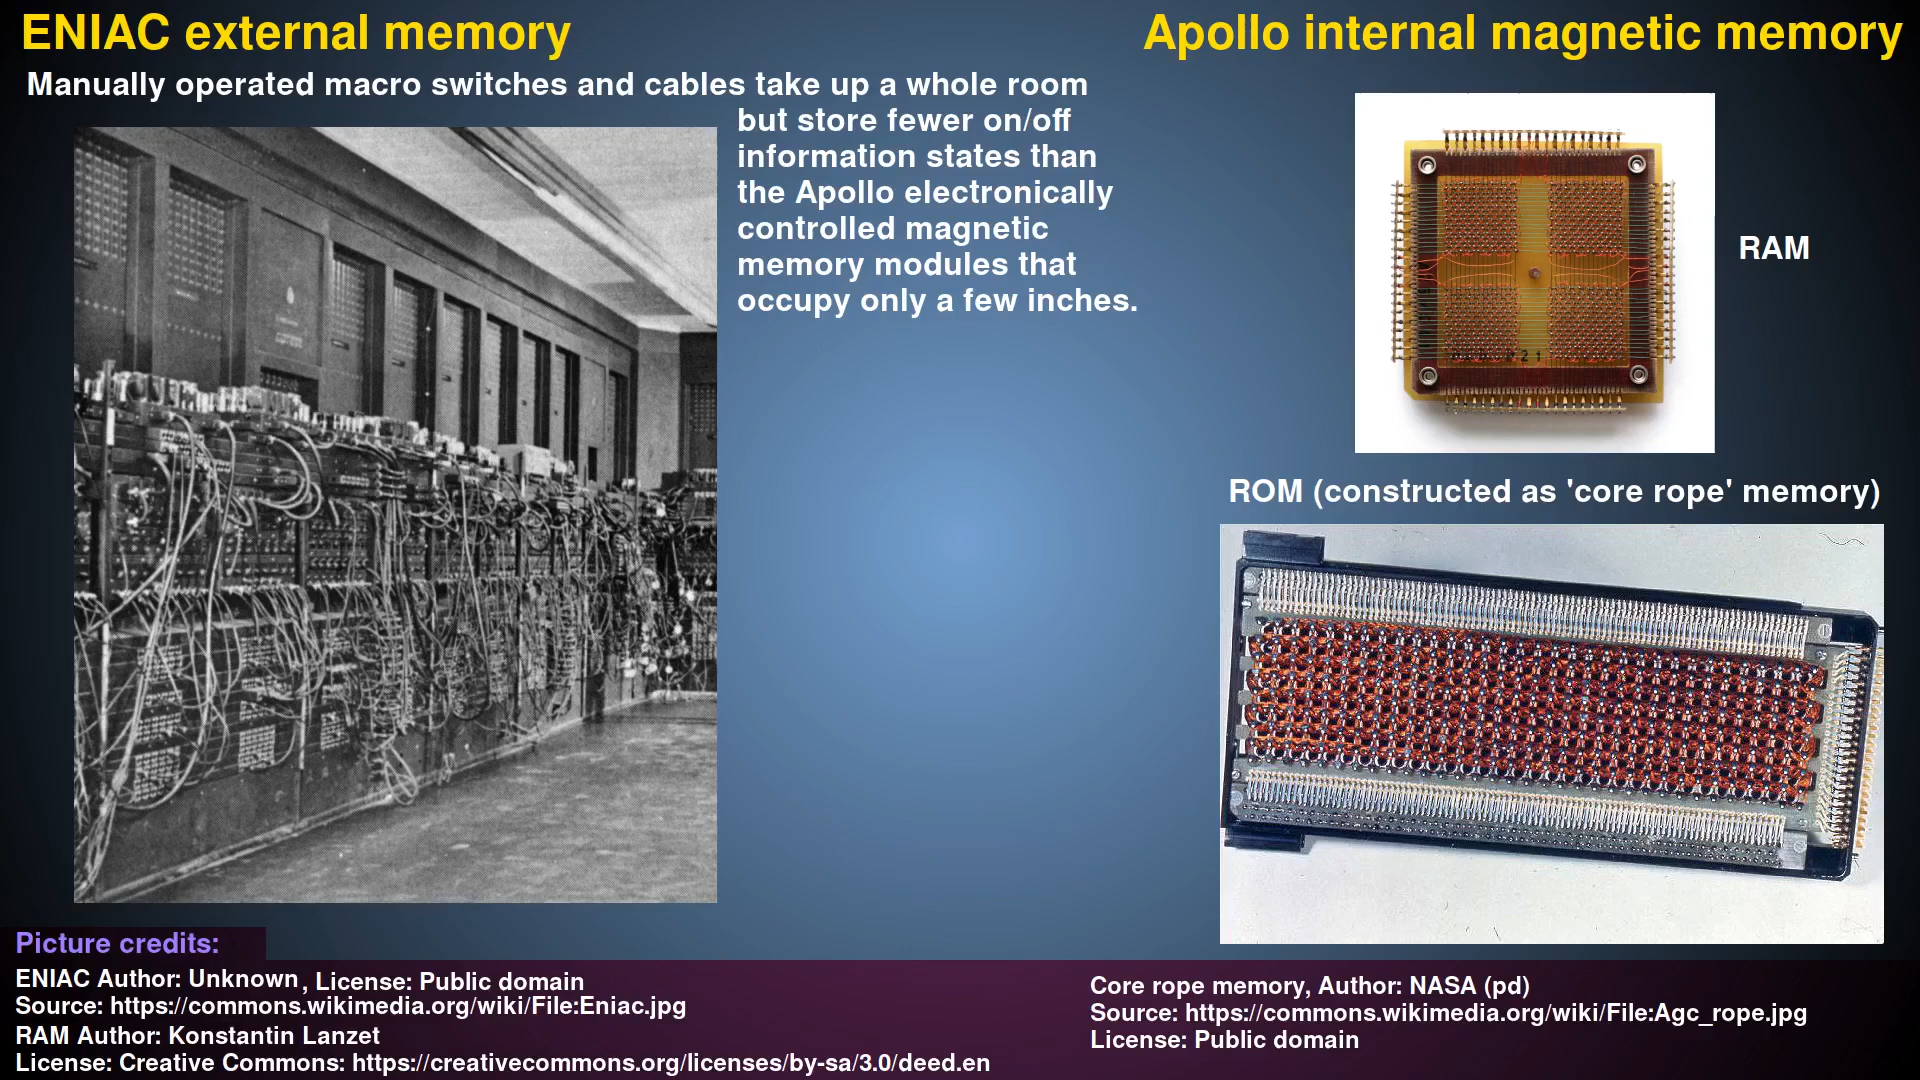 ENIAC external memory
Apollo internal magnetic memory
Manually operated macro switches and cables take up a whole room
but store fewer on/off
information states than
the Apollo electronically
controlled magnetic
memory modules that
occupy only a few inches.
RAM
ROM (constructed as 'core rope' memory)
Picture credits:
ENIAC Author: Unknown, License: Public domain
Source: https://commons.wikimedia.org/wiki/File:Eniac.jpg
RAM Author: Konstantin Lanzet
License: Creative Commons: https://creativecommons.org/licenses/by-sa/3.0/deed.en
Core rope memory, Author: NASA (pd)
Source: https://commons.wikimedia.org/wiki/File:Agc_rope.jpg
License: Public domain